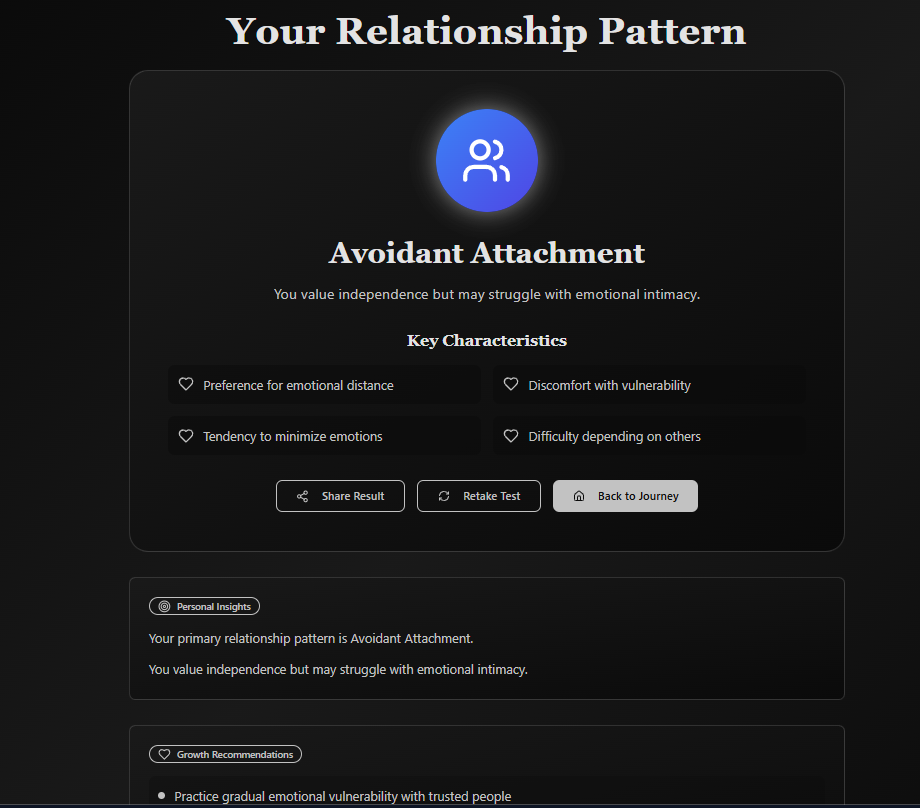 Your Relationship Pattern
Avoidant Attachment
You value independence but may struggle with emotional intimacy.
Key Characteristics
Preference for emotional distance
Discomfort with vulnerability
Tendency to minimize emotions
Difficulty depending on others
Share Result
Retake Test
Back to Journey
Personal Insights
Your primary relationship pattern is Avoidant Attachment.
You value independence but may struggle with emotional intimacy.
Growth Recommendations
Practice gradual emotional vulnerability with trusted people